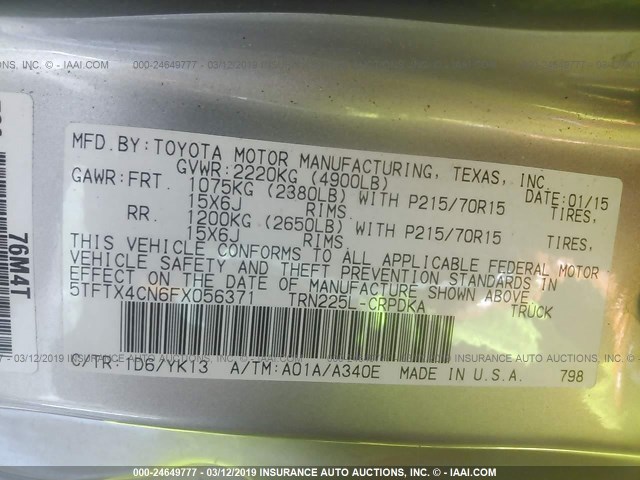 000-24649777 - 03/12/2019 INSURANCE AUTO AUCTIONS - © - IAAI.COM
76M4T
MFD.BY:TOYOTA MOTOR MANUFACTURING, TEXAS, INC
GVWR:2220KG (4900LB) DATE:01/15
GAWR:FRT. 1075KG (2380LB) WITH P215/70R15 TIRES,
15X6J RIMS,
RR. 1200KG (2650LB) WITH P215/70R15 TIRES,
15X6J RIMS,
THIS VEHICLE CONFORMS TO ALL APPLICABLE FEDERAL MOTOR
VEHICLE SAFETY AND THEFT PREVENTION STANDARDS IN
EFFECT ON THE DATE OF MANUFACTURE SHOWN ABOVE
5TFTX4CN6FX056371 TRN225L-CRPDKA TRUCK
C/TR:1D6/YK13 A/TM:A01A/A340E MADE IN U.S.A. 798
000-24649777 - 03/12/2019 INSURANCE AUTO AUCTIONS - © - IAAI.COM